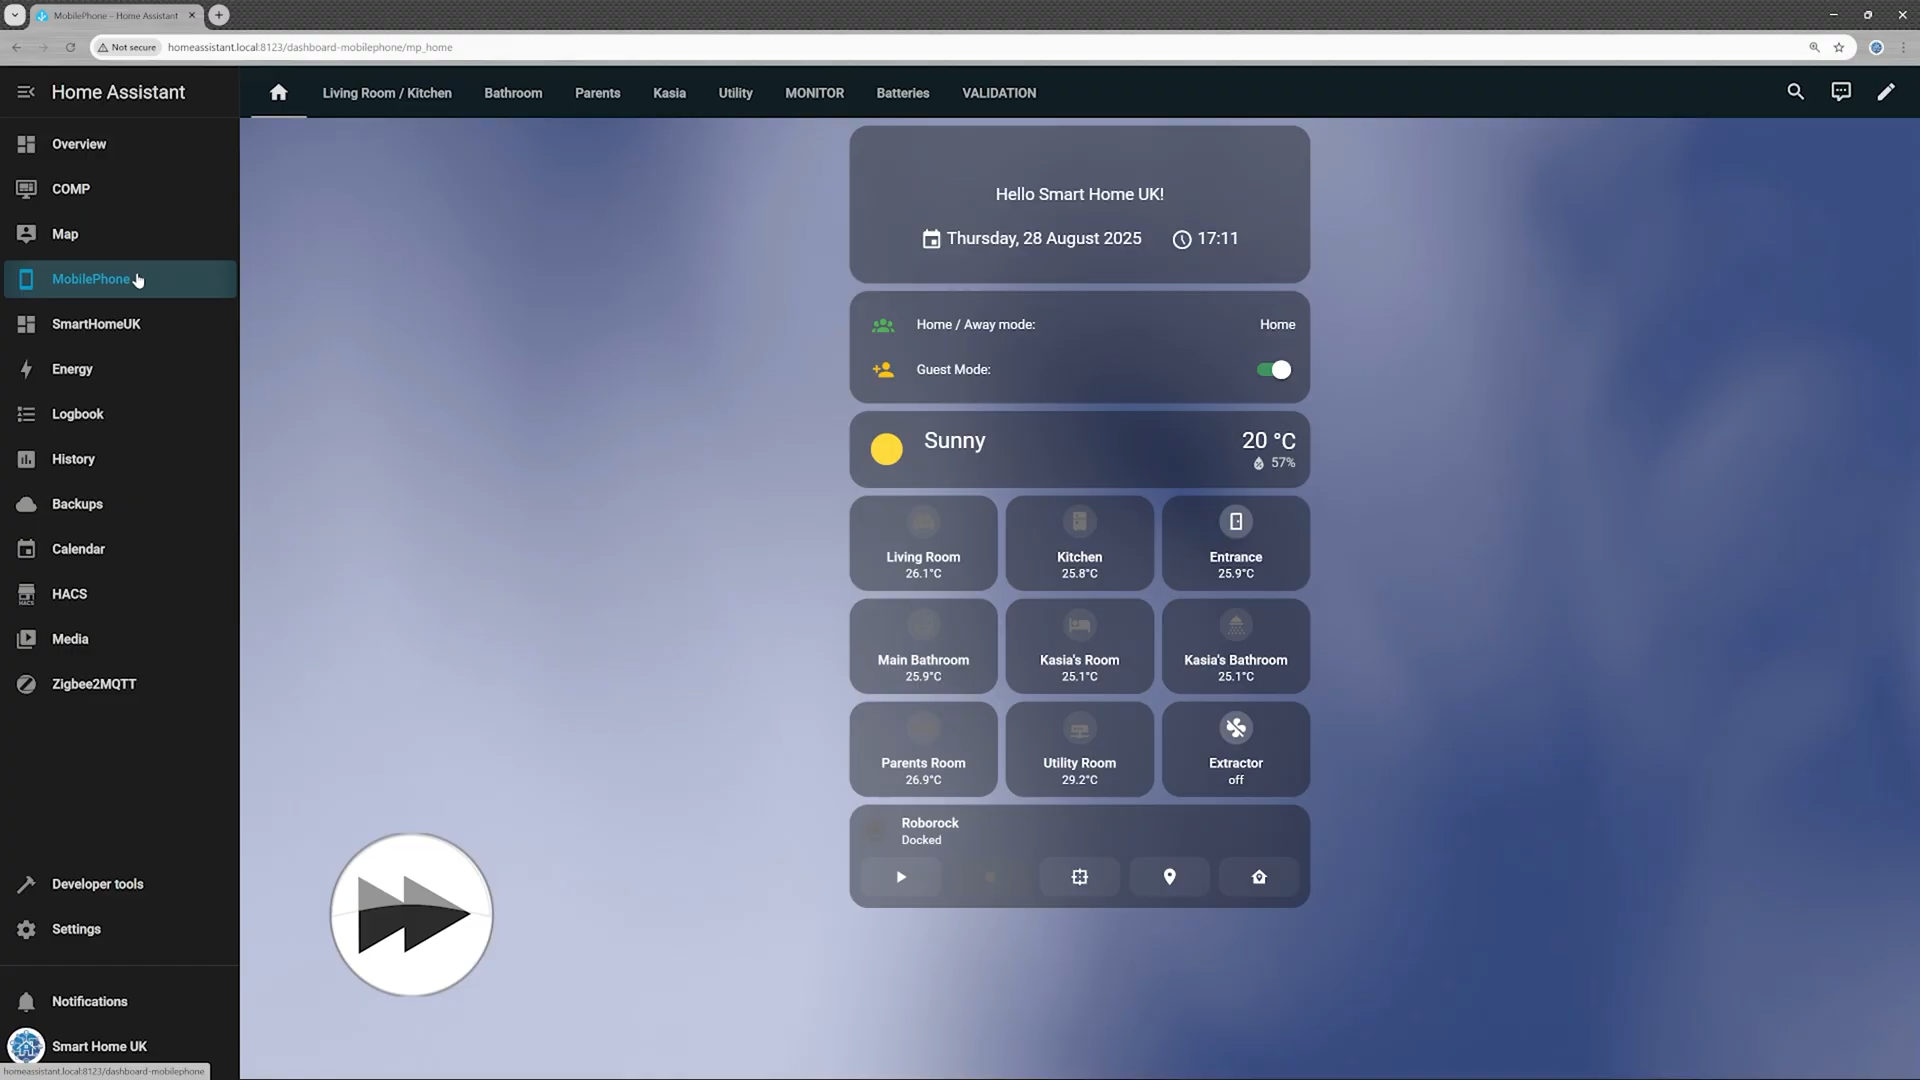 MobilePhone – Home Assistant
Not secure
homeassistant.local:8123/dashboard-mobilephone/mp_home
Home Assistant
Living Room / Kitchen
Bathroom
Parents
Kasia
Utility
MONITOR
Batteries
VALIDATION
Overview
COMP
Map
MobilePhone
SmartHomeUK
Energy
Logbook
History
Backups
Calendar
HACS
HACS
Media
Zigbee2MQTT
Developer tools
Settings
Notifications
Smart Home UK
homeassistant.local:8123/dashboard-mobilephone
Hello Smart Home UK!
Thursday, 28 August 2025 17:11
Home / Away mode: Home
Guest Mode:
Sunny 20 °C
57%
Living Room
26.1°C
Kitchen
25.8°C
Entrance
25.9°C
Main Bathroom
25.9°C
Kasia's Room
25.1°C
Kasia's Bathroom
25.1°C
Parents Room
26.9°C
Utility Room
29.2°C
Extractor
off
Roborock
Docked